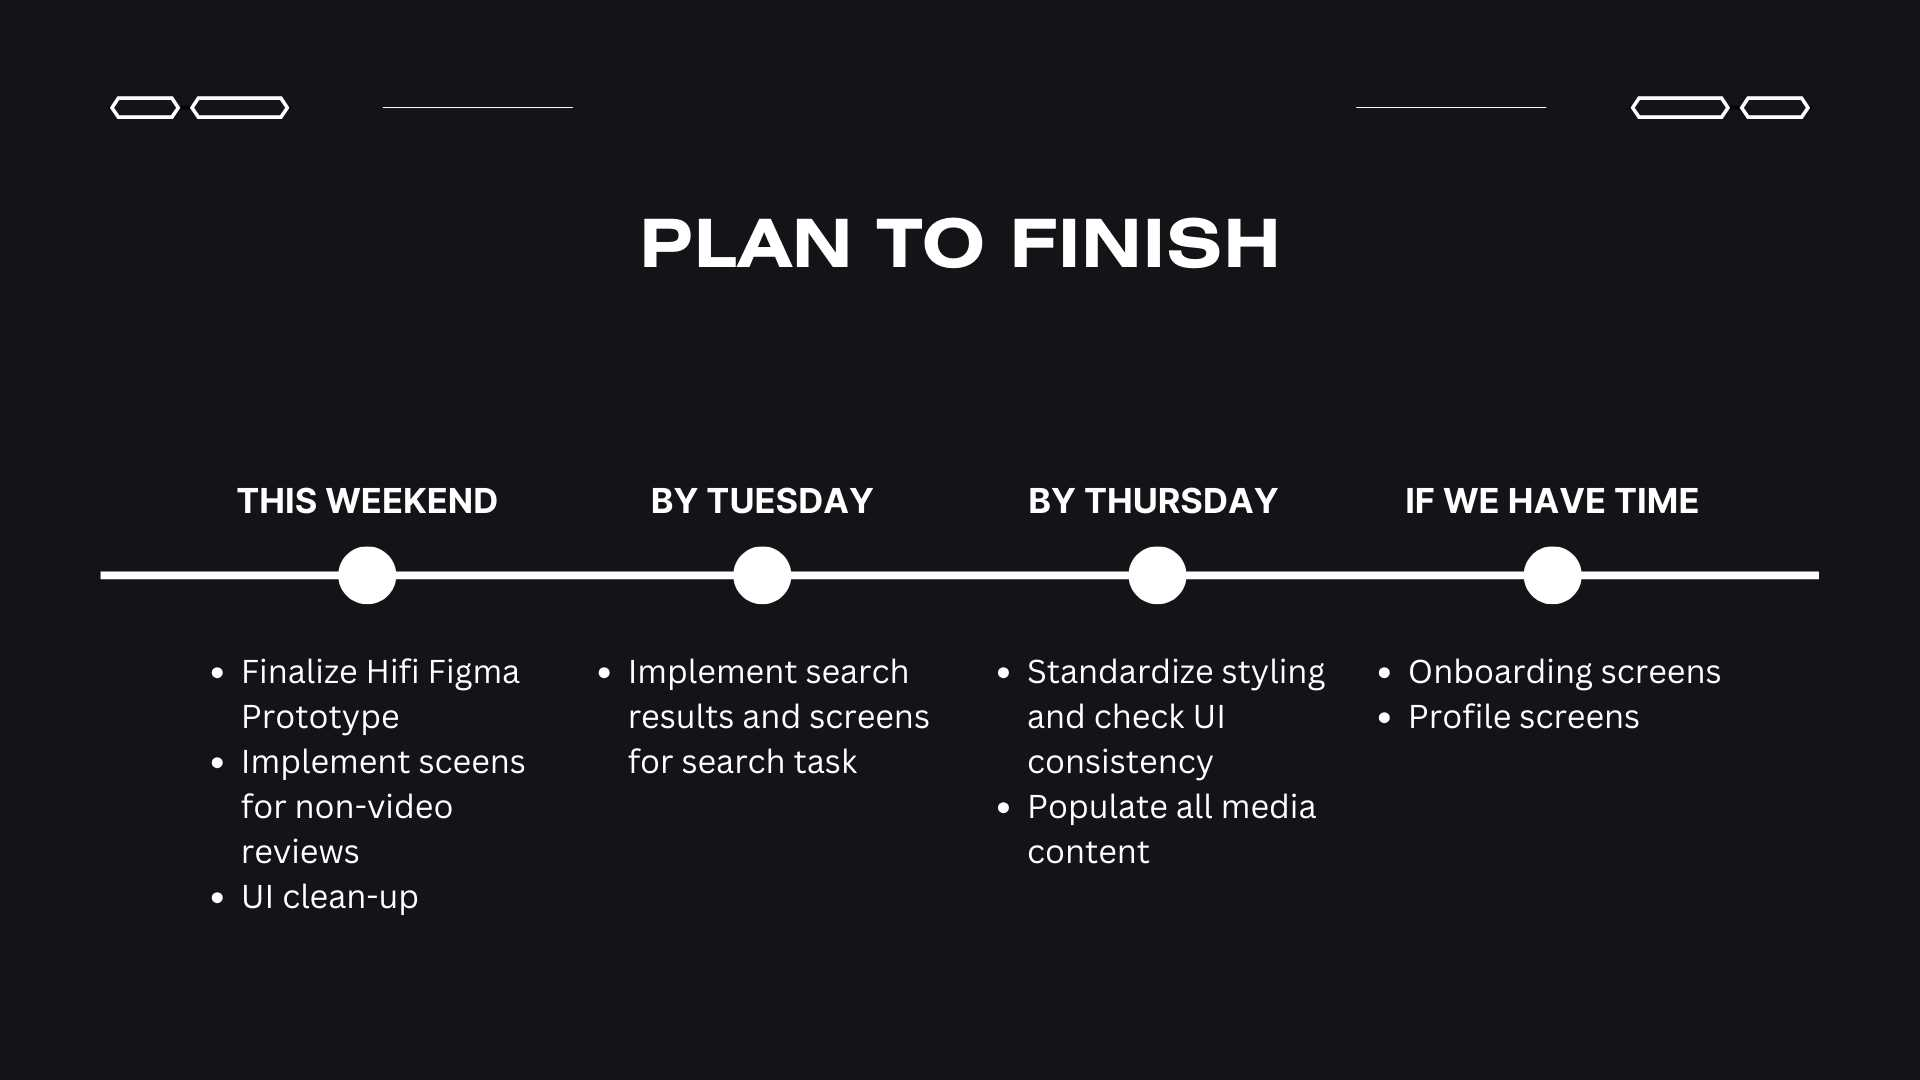 PLAN TO FINISH
THIS WEEKEND
• Finalize Hifi Figma
Prototype
• Implement sceens
for non-video
reviews
• UI clean-up
BY TUESDAY
• Implement search
results and screens
for search task
BY THURSDAY
• Standardize styling
and check UI
consistency
• Populate all media
content
IF WE HAVE TIME
• Onboarding screens
• Profile screens